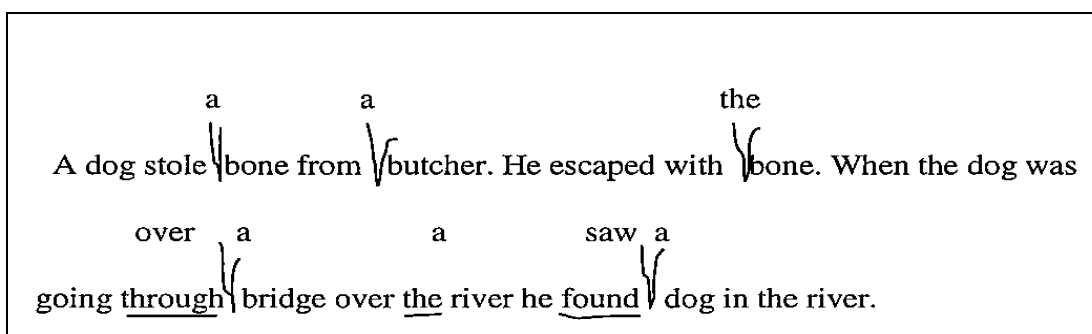 a a the
A dog stole bone from butcher. He escaped with bone. When the dog was
over a a saw a
going through bridge over the river he found dog in the river.